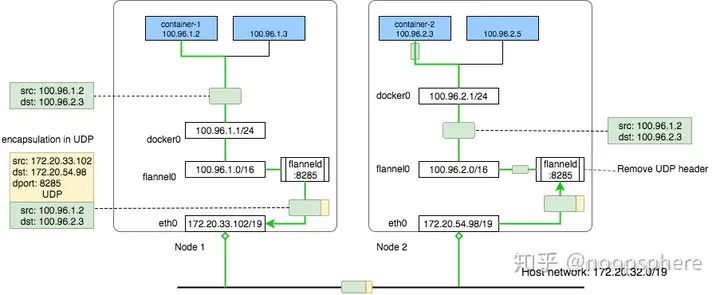 container-1
100.96.1.2
100.96.1.3
container-2
100.96.2.3
100.96.2.5
src: 100.96.1.2
dst: 100.96.2.3
docker0
100.96.2.1/24
src: 100.96.1.2
dst: 100.96.2.3
encapsulation in UDP
docker0
100.96.1.1/24
src: 172.20.33.102
dst: 172.20.54.98
dport: 8285
UDP
src: 100.96.1.2
dst: 100.96.2.3
flannel0
100.96.1.0/16
flanneld
:8285
flannel0
100.96.2.0/16
flanneld
:8285
Remove UDP header
eth0
172.20.33.102/19
eth0
172.20.54.98/19
Node 1
Node 2
知乎 @noopsphere
Host network: 172.20.32.0/19